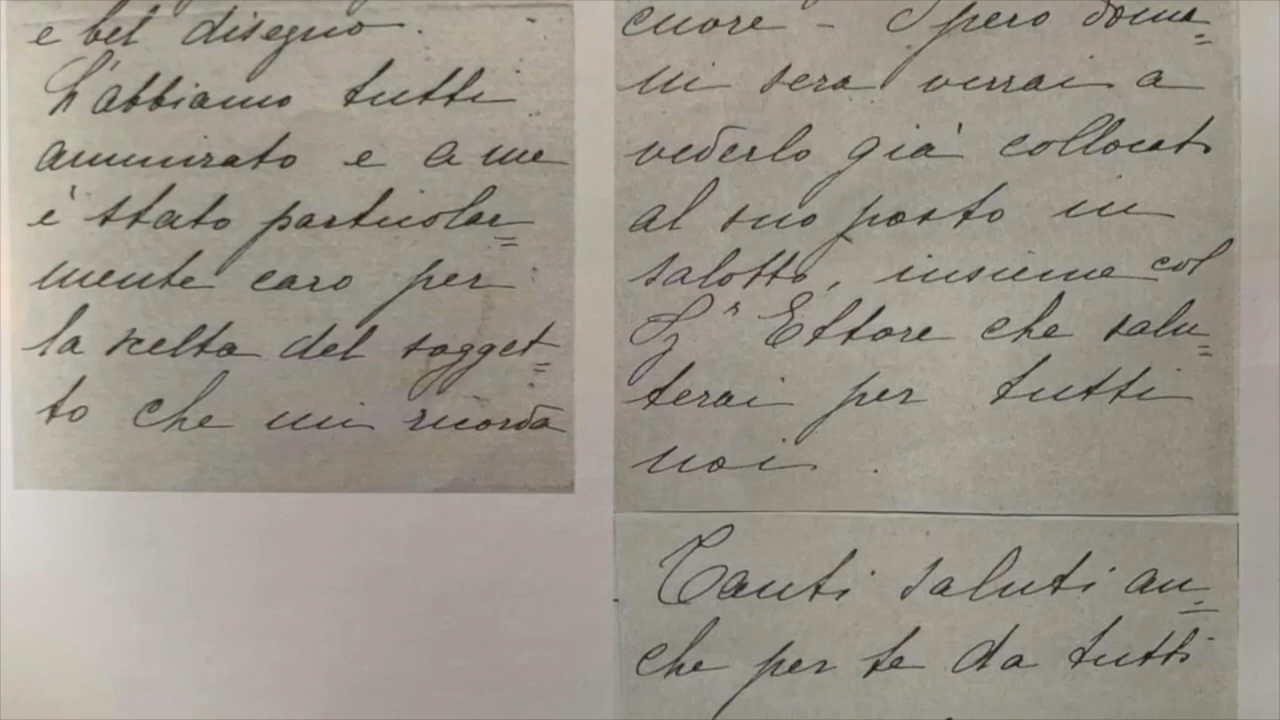 e bel disegno.
L'abbiamo tutti
ammirato e a me
è stato particolar=
mente caro per
la scelta del sogget=
to che mi ricorda
cuore - Spero doma=
ni sera verrai a
vederlo già collocato
al suo posto in
salotto, insieme col
Sr Ettore che salu=
terai per tutti
noi.
Tanti saluti an=
che per te da tutti